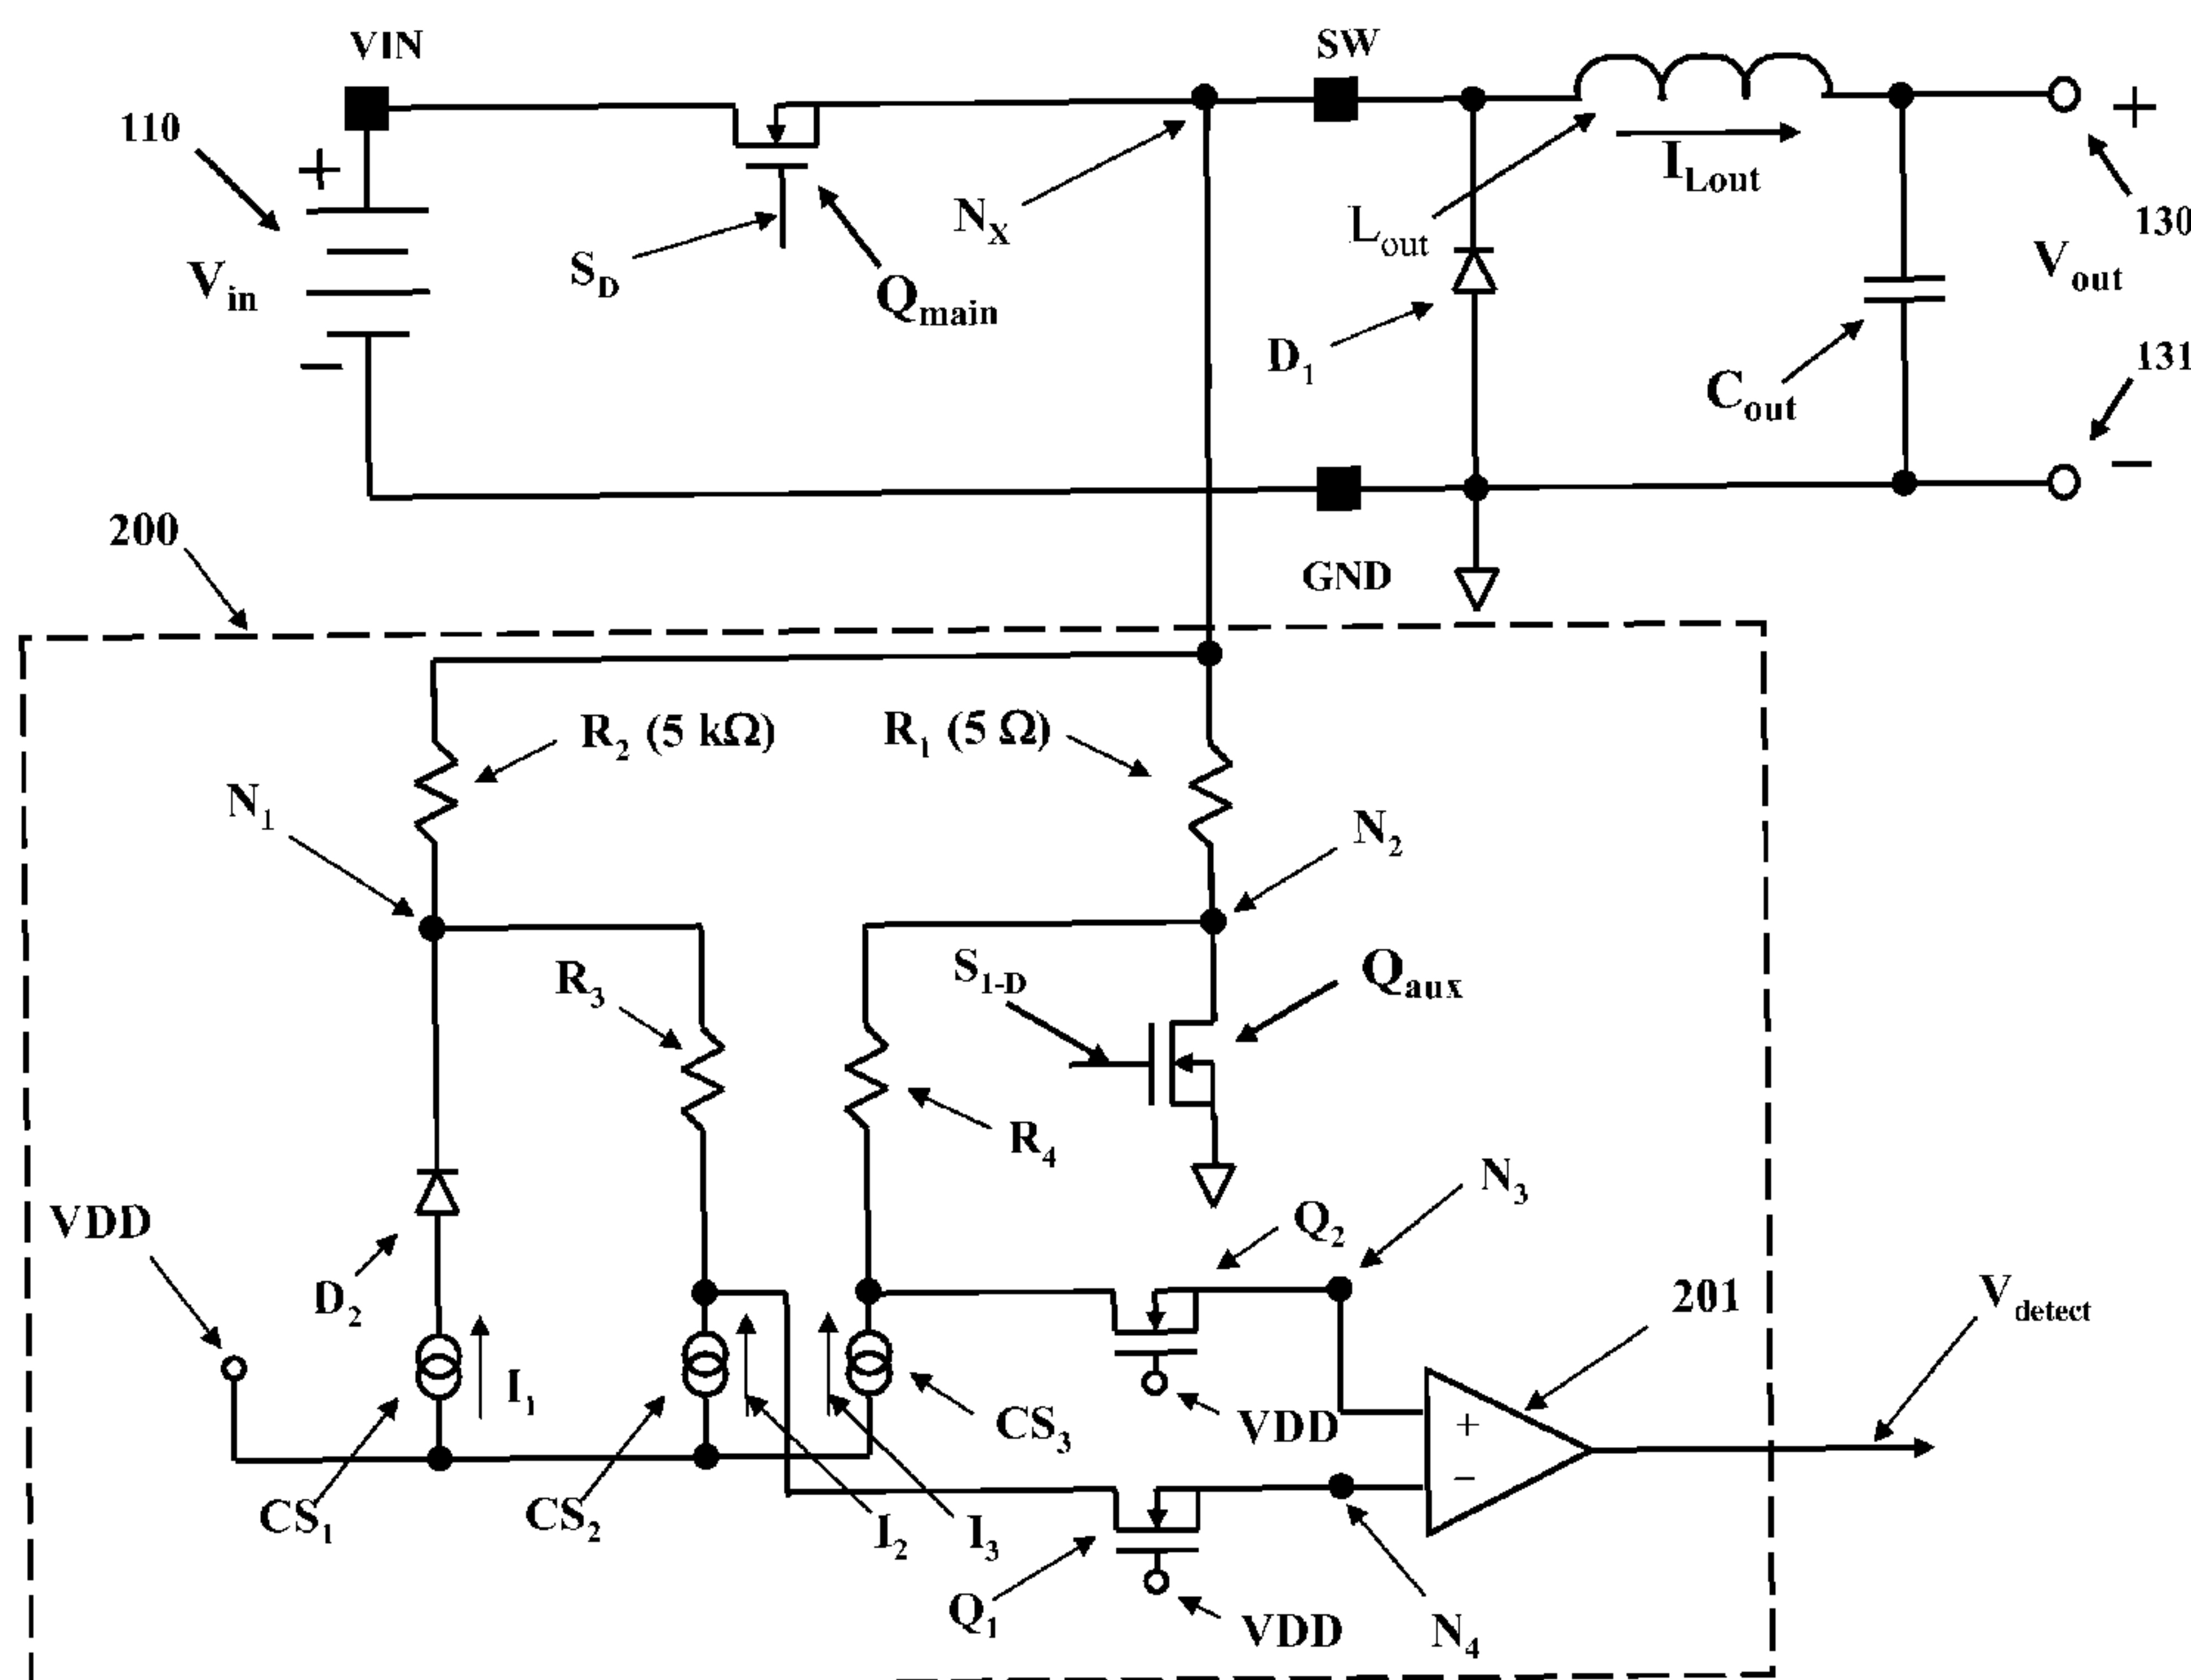 VIN
SW
110
+
+
I_Lout
130
N_X
L_out
S_D
V_in
Q_main
V_out
D_1
131
C_out
−
−
200
GND
R_2 (5 kΩ)
R_1 (5 Ω)
N_1
N_2
R_3
S_1-D
Q_aux
R_4
N_3
VDD
Q_2
D_2
201
V_detect
I_1
CS_3
VDD
+
−
CS_1
CS_2
I_2
I_3
Q_1
VDD
N_4